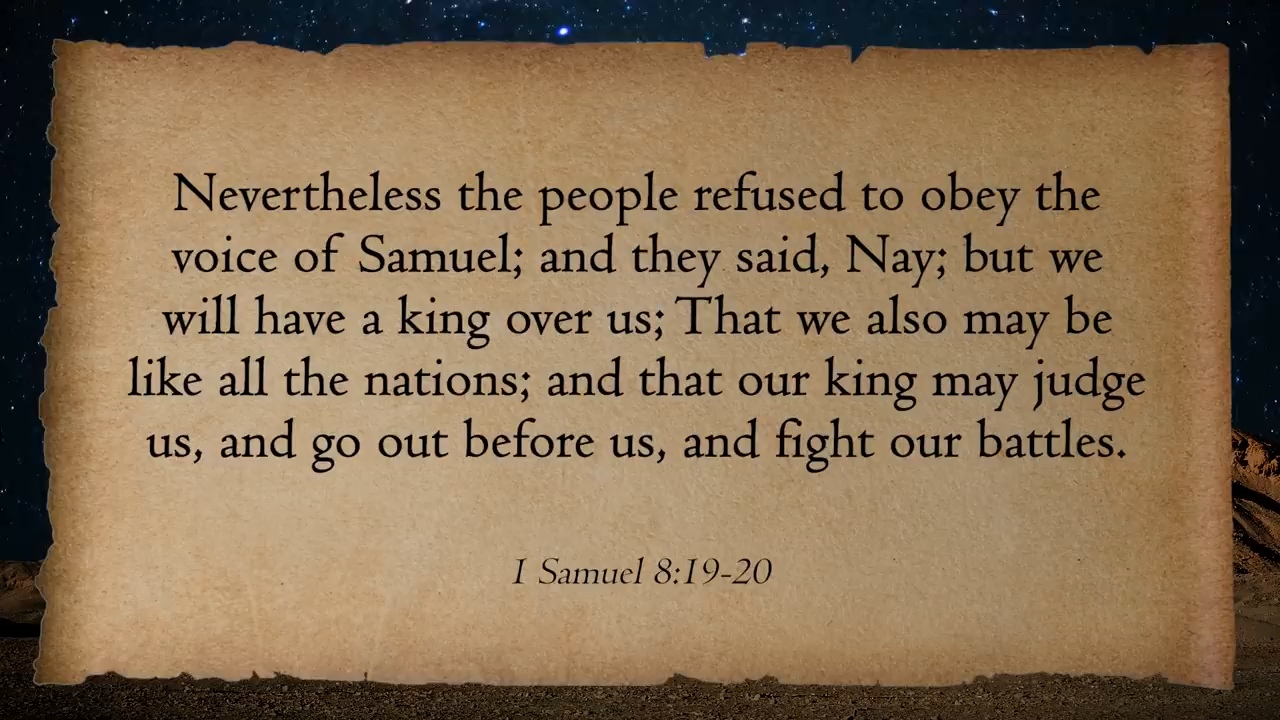 Nevertheless the people refused to obey the
voice of Samuel; and they said, Nay; but we
will have a king over us; That we also may be
like all the nations; and that our king may judge
us, and go out before us, and fight our battles.
1 Samuel 8:19-20